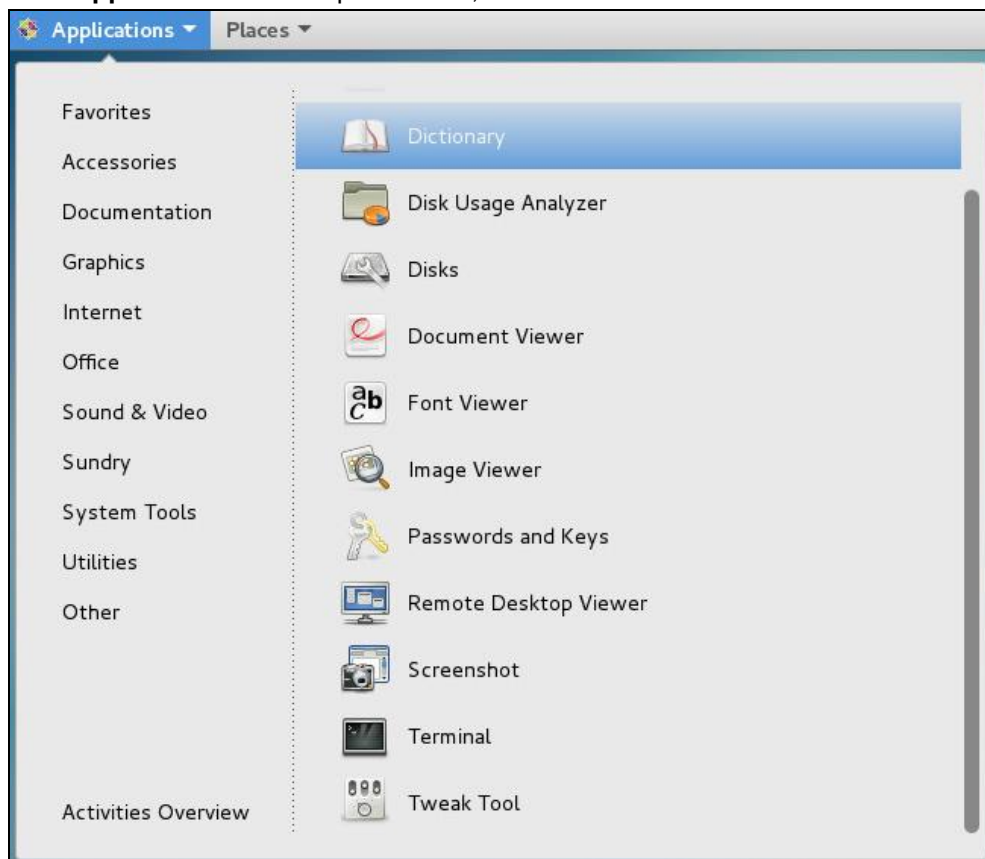 Applications Places
Favorites
Accessories
Documentation
Graphics
Internet
Office
Sound & Video
Sundry
System Tools
Utilities
Other
Activities Overview
Dictionary
Disk Usage Analyzer
Disks
Document Viewer
Font Viewer
Image Viewer
Passwords and Keys
Remote Desktop Viewer
Screenshot
Terminal
Tweak Tool